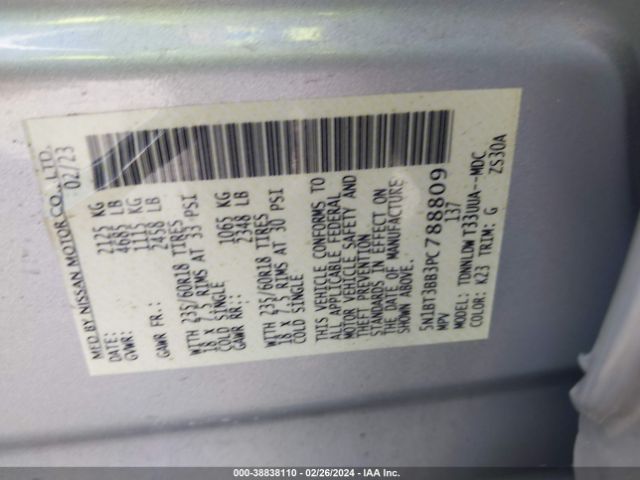 MFD BY NISSAN MOTOR CO., LTD.
DATE: 02/23
GVWR: 2125 KG
4685 LB
GAWR FR.: 1115 KG
2458 LB
WITH 235/60R18 TIRES
18 X 7.5 RIMS AT 33 PSI
COLD SINGLE
GAWR RR.: 1065 KG
2348 LB
WITH 235/60R18 TIRES
18 X 7.5 RIMS AT 30 PSI
COLD SINGLE
THIS VEHICLE CONFORMS TO
ALL APPLICABLE FEDERAL
MOTOR VEHICLE SAFETY AND
THEFT PREVENTION
STANDARDS IN EFFECT ON
THE DATE OF MANUFACTURE
SHOWN ABOVE.
5N1BT3BB3PC788809
MPV 137
MODEL: TDNNLDWT33UUA--MDC
COLOR: K23 TRIM: G ZS30A
000-38838110 - 02/26/2024 - IAA Inc.